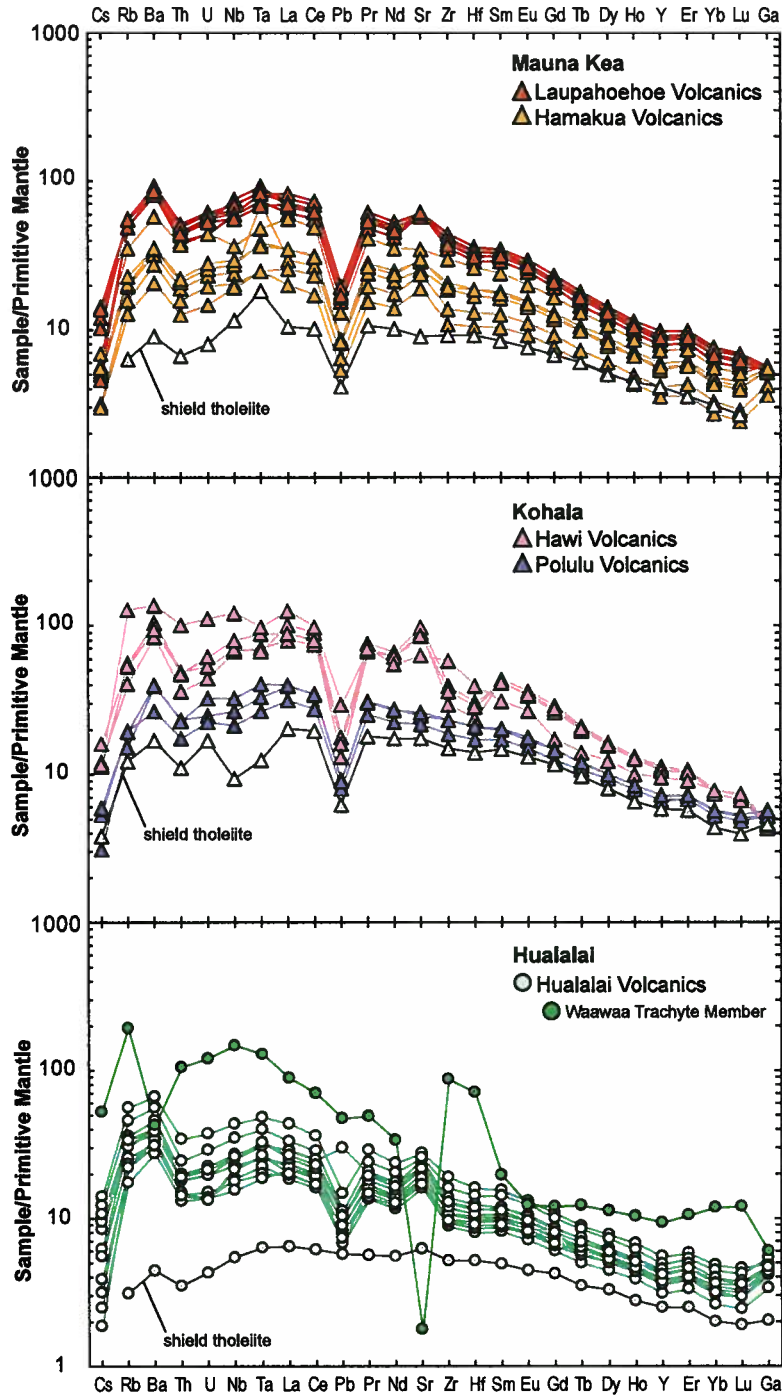 Cs Rb Ba Th U Nb Ta La Ce Pb Pr Nd Sr Zr Hf Sm Eu Gd Tb Dy Ho Y Er Yb Lu Ga
1000
Mauna Kea
Laupahoehoe Volcanics
Hamakua Volcanics
100
Sample/Primitive Mantle
10
shield tholeiite
1000
Kohala
Hawi Volcanics
Polulu Volcanics
100
Sample/Primitive Mantle
10
shield tholeiite
1000
Hualalai
Hualalai Volcanics
Waawaa Trachyte Member
100
Sample/Primitive Mantle
10
shield tholeiite
1
Cs Rb Ba Th U Nb Ta La Ce Pb Pr Nd Sr Zr Hf Sm Eu Gd Tb Dy Ho Y Er Yb Lu Ga